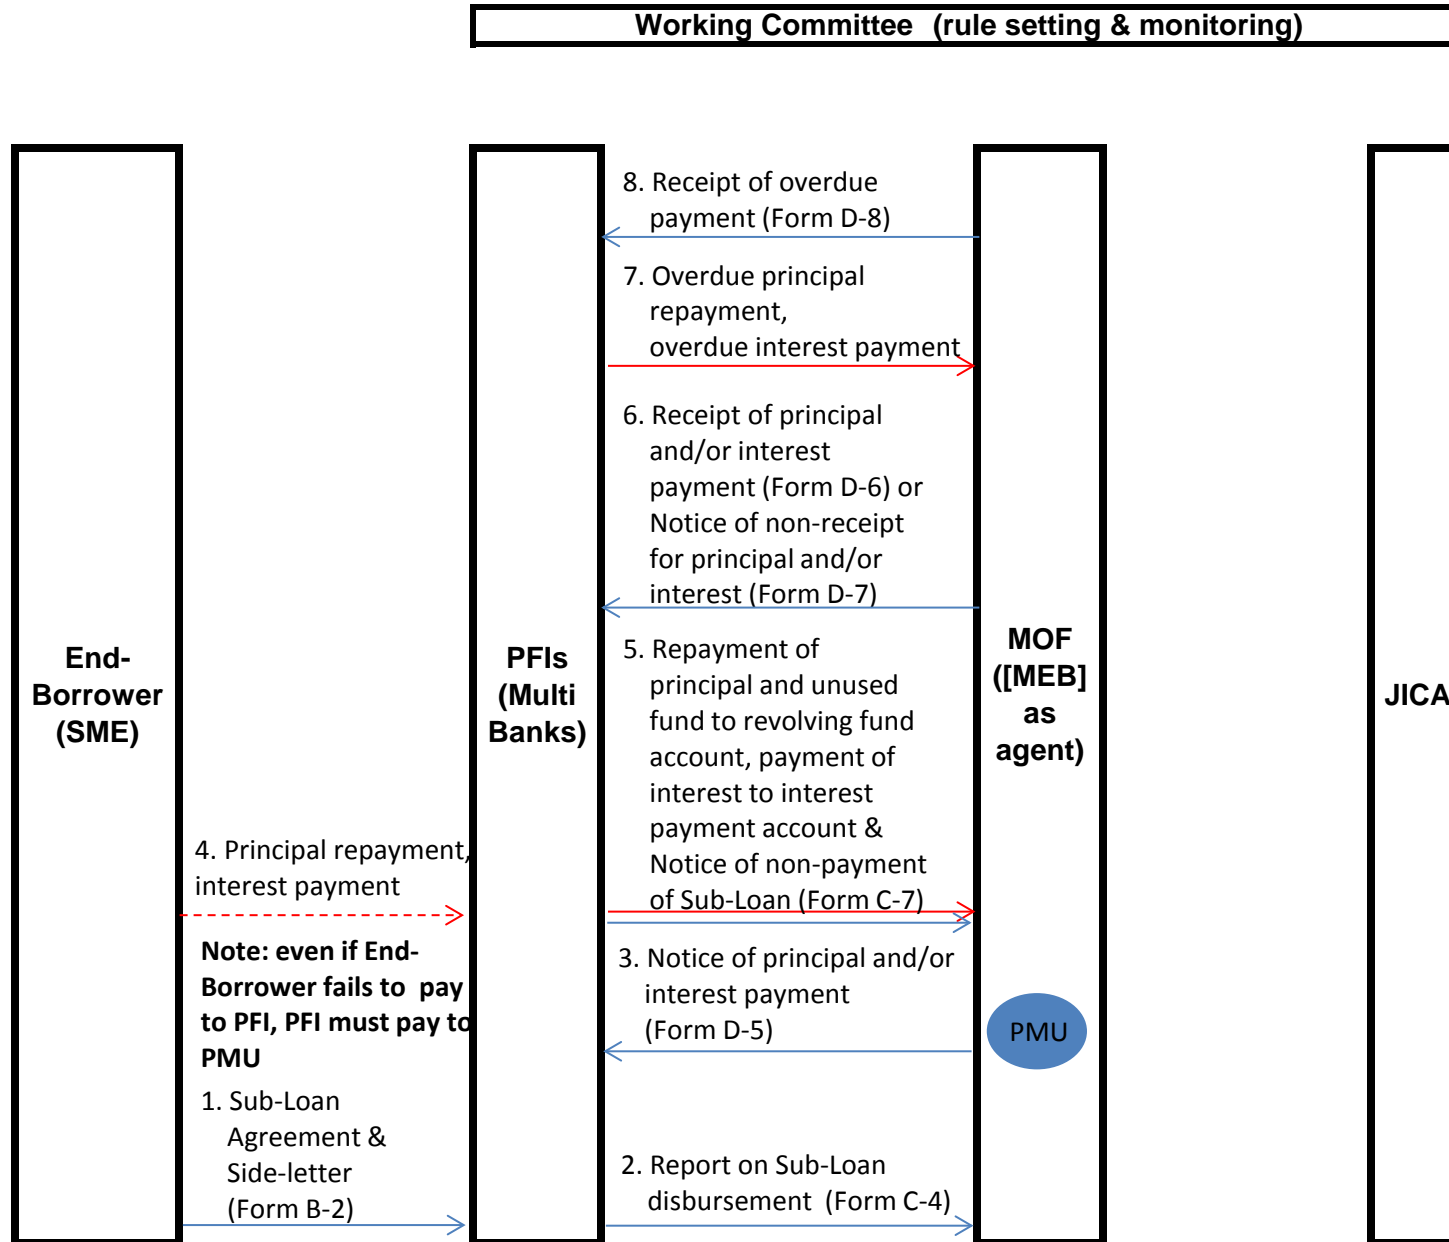 Working Committee (rule setting & monitoring)
8. Receipt of overdue
payment (Form D-8)
7. Overdue principal
repayment,
overdue interest payment
6. Receipt of principal
and/or interest
payment (Form D-6) or
Notice of non-receipt
for principal and/or
interest (Form D-7)
End-
Borrower
(SME)
PFIs
(Multi
Banks)
5. Repayment of
principal and unused
fund to revolving fund
account, payment of
interest to interest
payment account &
Notice of non-payment
of Sub-Loan (Form C-7)
MOF
([MEB]
as
agent)
JICA
4. Principal repayment,
interest payment
Note: even if End-
Borrower fails to pay
to PFI, PFI must pay to
PMU
3. Notice of principal and/or
interest payment
(Form D-5)
PMU
1. Sub-Loan
Agreement &
Side-letter
(Form B-2)
2. Report on Sub-Loan
disbursement (Form C-4)